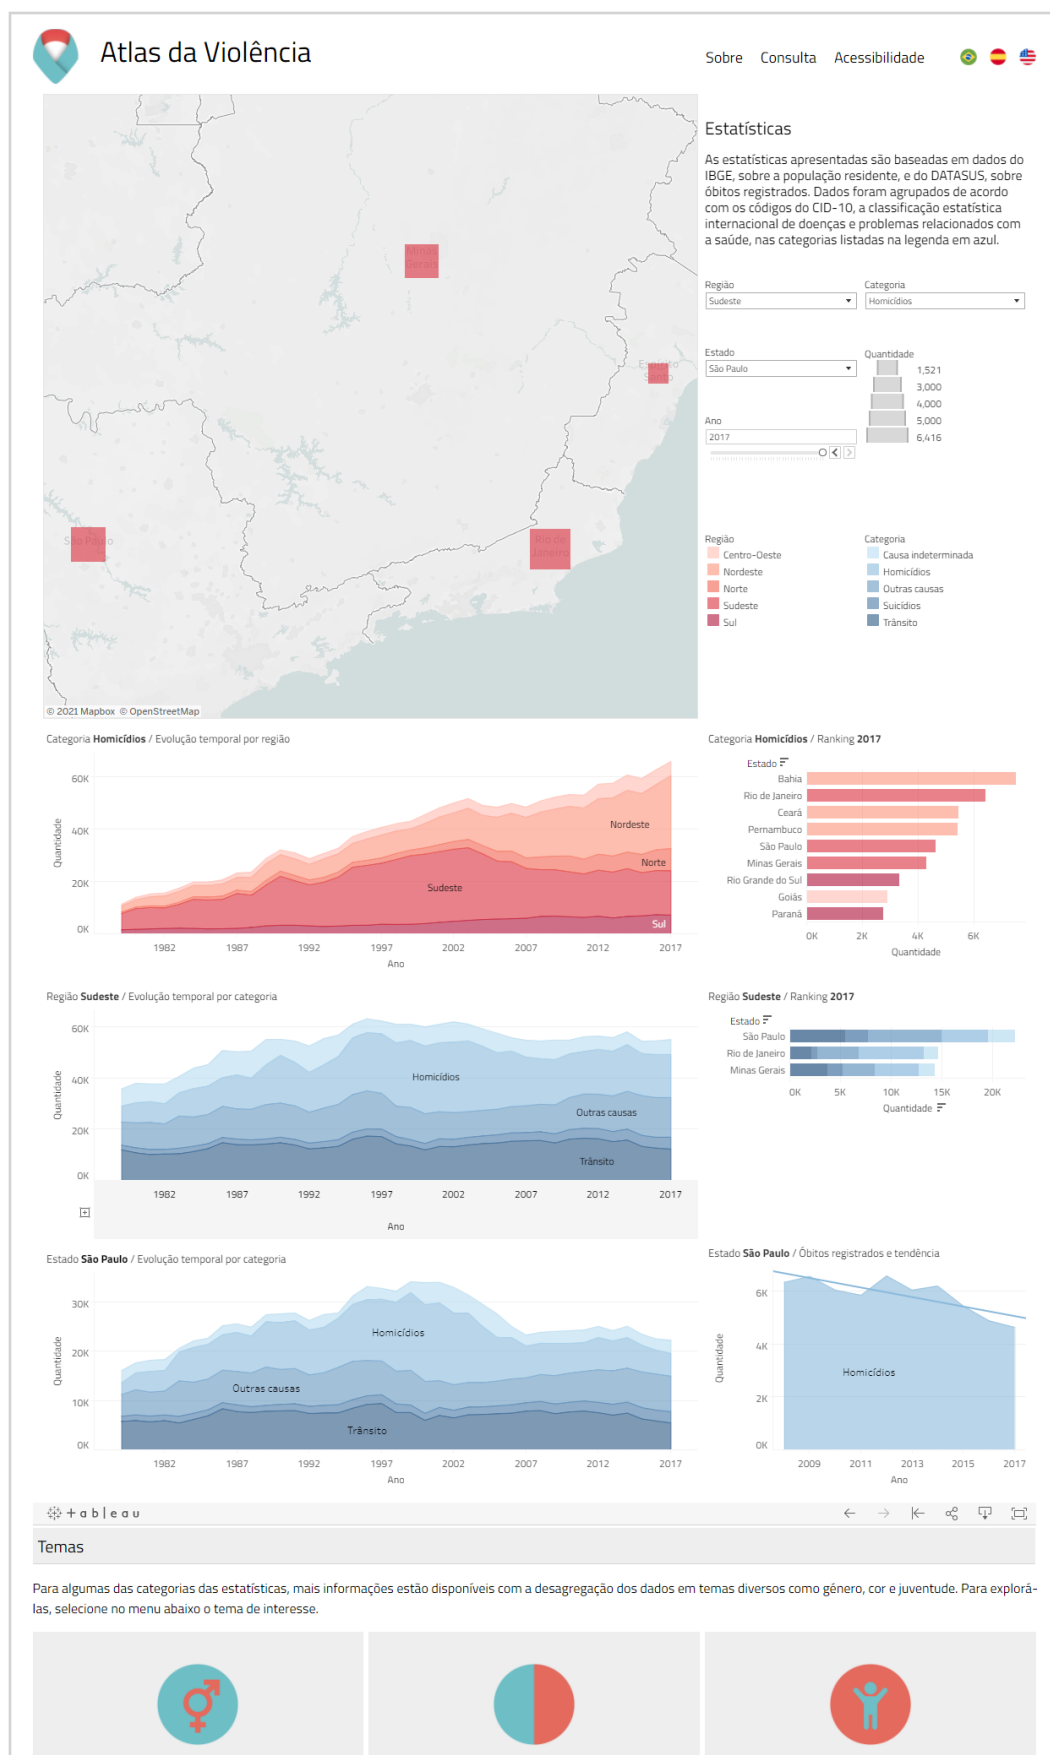 Atlas da Violência
Sobre Consulta Acessibilidade
Estatísticas
As estatísticas apresentadas são baseadas em dados do
IBGE, sobre a população residente, e do DATASUS, sobre
óbitos registrados. Dados foram agrupados de acordo
com os códigos do CID-10, a classificação estatística
internacional de doenças e problemas relacionados com
a saúde, nas categorias listadas na legenda em azul.
Região
Sudeste
Categoria
Homicídios
Estado
São Paulo
Quantidade
1,521
3,000
4,000
5,000
6,416
Ano
2017
Região
Centro-Oeste
Nordeste
Norte
Sudeste
Sul
Categoria
Causa indeterminada
Homicídios
Outras causas
Suicídios
Trânsito
Minas
Gerais
Espírito
Santo
São Paulo
Rio de
Janeiro
© 2021 Mapbox © OpenStreetMap
Categoria Homicídios / Evolução temporal por região
60K
40K
20K
0K
Quantidade
Nordeste
Norte
Sudeste
Sul
1982 1987 1992 1997 2002 2007 2012 2017
Ano
Categoria Homicídios / Ranking 2017
Estado
Bahia
Rio de Janeiro
Ceará
Pernambuco
São Paulo
Minas Gerais
Rio Grande do Sul
Goiás
Paraná
0K 2K 4K 6K
Quantidade
Região Sudeste / Evolução temporal por categoria
60K
40K
20K
0K
Quantidade
Homicídios
Outras causas
Trânsito
1982 1987 1992 1997 2002 2007 2012 2017
Ano
Região Sudeste / Ranking 2017
Estado
São Paulo
Rio de Janeiro
Minas Gerais
0K 5K 10K 15K 20K
Quantidade
Estado São Paulo / Evolução temporal por categoria
30K
20K
10K
0K
Quantidade
Homicídios
Outras causas
Trânsito
1982 1987 1992 1997 2002 2007 2012 2017
Ano
Estado São Paulo / Óbitos registrados e tendência
6K
4K
2K
0K
Quantidade
Homicídios
2009 2011 2013 2015 2017
Ano
+ableau
Temas
Para algumas das categorias das estatísticas, mais informações estão disponíveis com a desagregação dos dados em temas diversos como gênero, cor e juventude. Para explorá-
las, selecione no menu abaixo o tema de interesse.